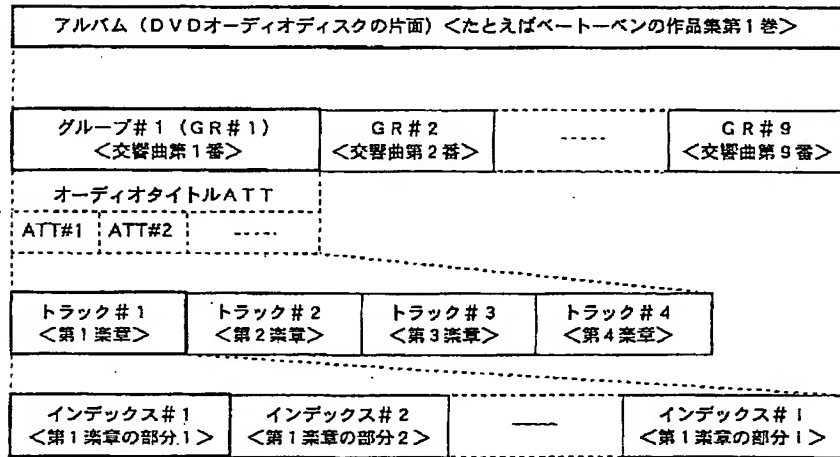 アルバム（DVDオーディオディスクの片面）＜たとえばベートーベンの作品集第1巻＞
グループ＃1（GR＃1） GR＃2 ----- GR＃9
＜交響曲第1番＞ ＜交響曲第2番＞ ＜交響曲第9番＞
オーディオタイトルATT
ATT#1 ATT#2 -----
トラック＃1 トラック＃2 トラック＃3 トラック＃4
＜第1楽章＞ ＜第2楽章＞ ＜第3楽章＞ ＜第4楽章＞
インデックス＃1 インデックス＃2 —— インデックス＃i
＜第1楽章の部分1＞ ＜第1楽章の部分2＞ ＜第1楽章の部分i＞